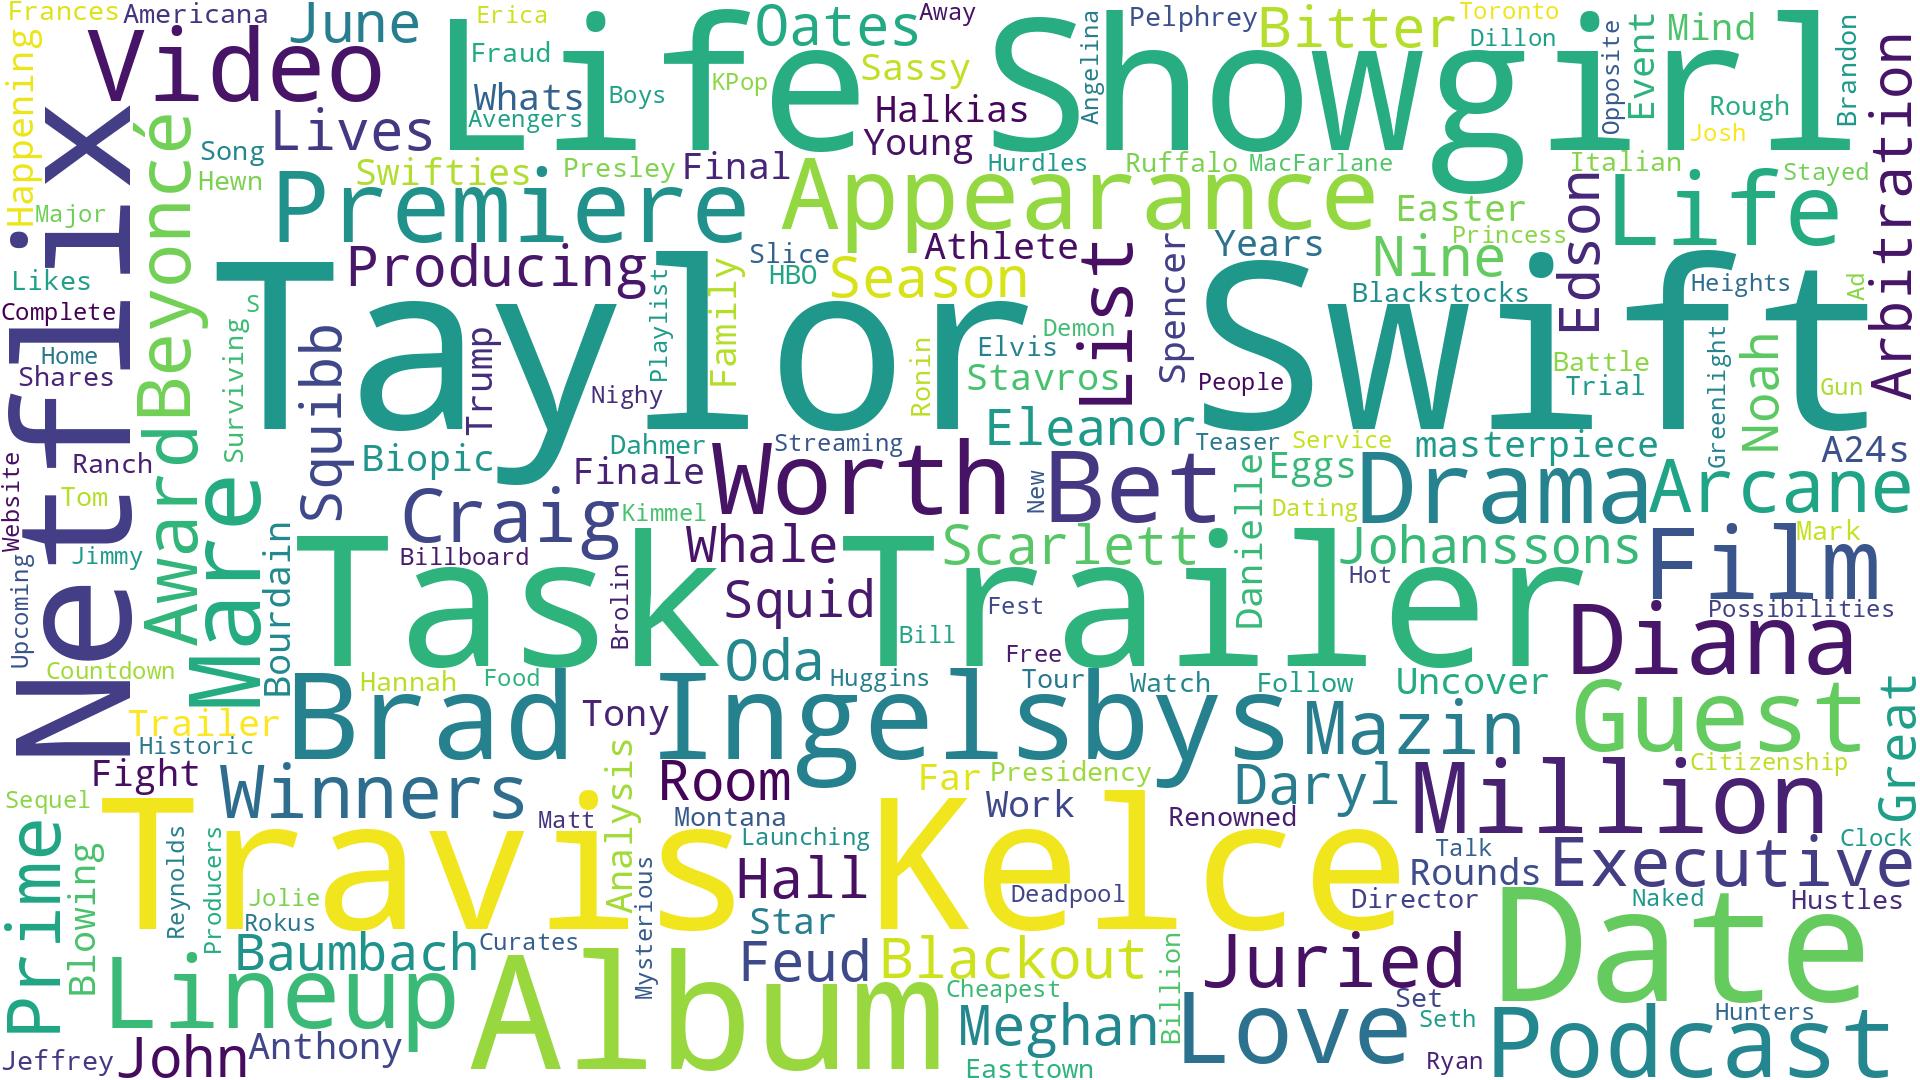 Frances
Americana
June
Life
Erica
Oates
Away
Showgirl
Pelphrey
Bitter
Toronto
Dillon
Mind
Video
Fraud
Whats
Boys
KPop
Avengers
Sassy
Halkias
Young
Angelina
Opposite
Event
Rough
Josh
Brandon
Arbitration
Happening
Netflix
Beyoncé
Song
Hewn
Lives
Swifties
Presley
Final
Hurdles
Ruffalo
MacFarlane
Italian
Stayed
Major
Premiere
Appearance
Easter
Princess
Edson
Life
Likes
Complete
Home
Shares
Producing
Slice
HBO
Athlete
Season
List
Spencer
Years
Nine
Blackstocks
Heights
Ad
S
Taylor
Swift
Squibb
Trump
Playlist
Family
Nighy
Ronin
Demon
Elvis
Stavros
People
Battle
Trial
Greenlight
Noah
Gun
Surviving
Award
Mare
Website
Ranch
Tom
Jimmy
Biopic
Dahmer
Finale
Streaming
Eleanor
Teaser
Service
masterpiece
A24s
Craig
Kimmel
Worth
New
Bet
Danielle
Eggs
Dating
Drama
Arcane
Billboard
Whale
Scarlett
Johanssons
Film
Mark
Upcoming
Bourdain
Task
Brolin
Squid
Trailer
Fest
Hot
Bill
Free
Possibilities
Diana
Countdown
Hannah
Food
Oda
Huggins
Tour
Watch
Follow
Uncover
Guest
Great
Trailer
Historic
Brad
Tony
Ingelsbys
Mazin
Fight
Winners
Analysis
Room
Far
Presidency
Work
Renowned
Daryl
Million
Citizenship
Sequel
Prime
Blowing
Travis
Matt
Montana
Launching
Kelce
Talk
Rounds
Executive
Clock
Reynolds
Producers
Jolie
Rokus
Mysterious
Hall
Star
Deadpool
Director
Naked
Hustles
Date
Lineup
Baumbach
Curates
Album
Feud
Blackout
Cheapest
Billion
Juried
Set
Seth
Ryan
Hunters
Jeffrey
John
Anthony
Meghan
Easttown
Love
Podcast